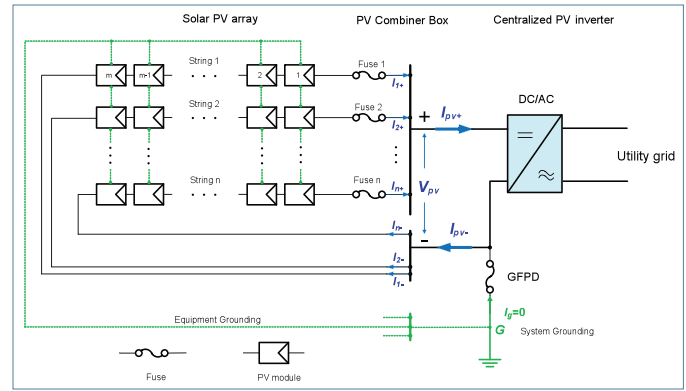 Solar PV array
PV Combiner Box
Centralized PV inverter
String 1
Fuse 1
m
m-1
2
1
I1+
DC/AC
String 2
Fuse 2
I2+
+
Ipv+
Utility grid
String n
Fuse n
In+
Vpv
In-
-
Ipv-
I2-
I1-
GFPD
Ig=0
Equipment Grounding
G
System Grounding
Fuse
PV module